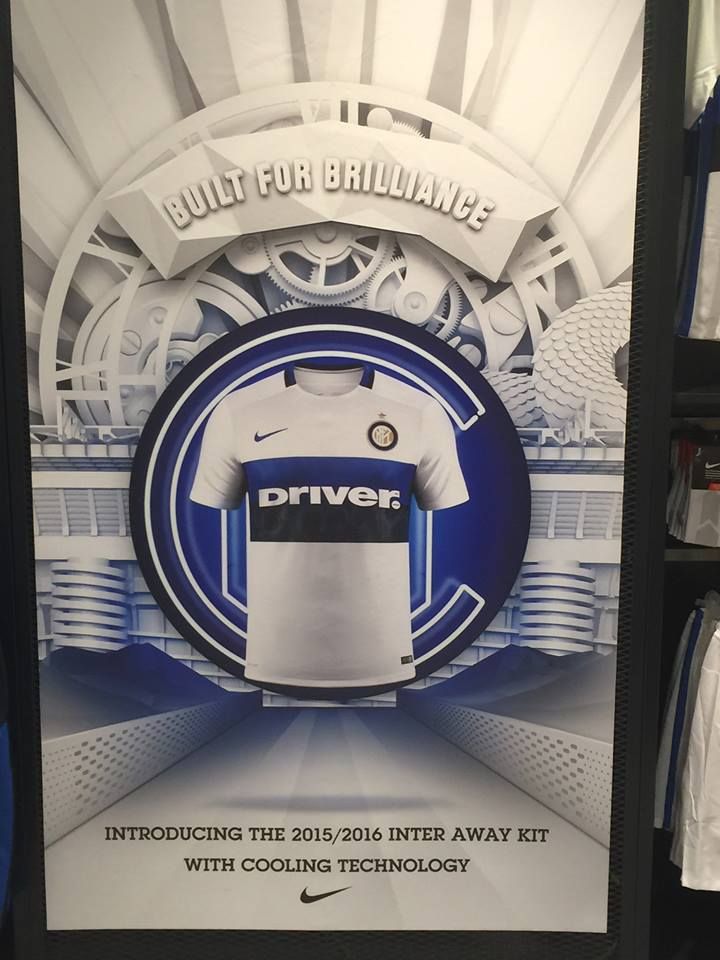 BUILT FOR BRILLIANCE
Driver.
INTRODUCING THE 2015/2016 INTER AWAY KIT
WITH COOLING TECHNOLOGY